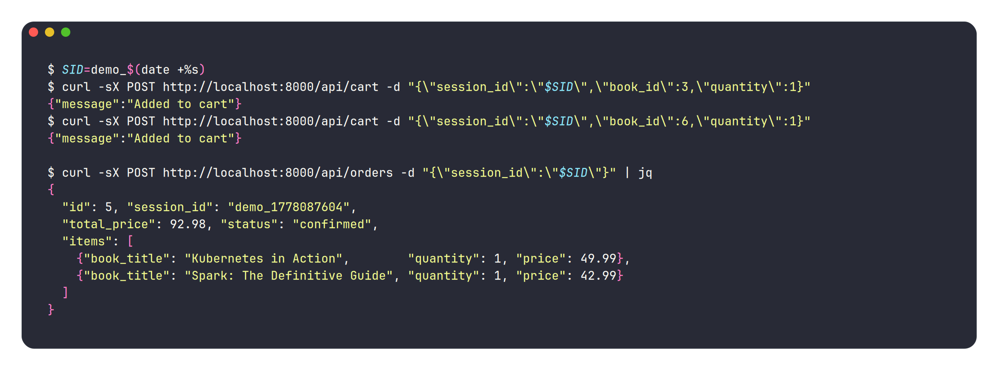 $ SID=demo_$(date +%s)
$ curl -sX POST http://localhost:8000/api/cart -d "{\"session_id\":\"$SID\",\"book_id\":3,\"quantity\":1}"
{"message":"Added to cart"}
$ curl -sX POST http://localhost:8000/api/cart -d "{\"session_id\":\"$SID\",\"book_id\":6,\"quantity\":1}"
{"message":"Added to cart"}

$ curl -sX POST http://localhost:8000/api/orders -d "{\"session_id\":\"$SID\"}" | jq
{
  "id": 5, "session_id": "demo_1778087604",
  "total_price": 92.98, "status": "confirmed",
  "items": [
    {"book_title": "Kubernetes in Action",        "quantity": 1, "price": 49.99},
    {"book_title": "Spark: The Definitive Guide", "quantity": 1, "price": 42.99}
  ]
}